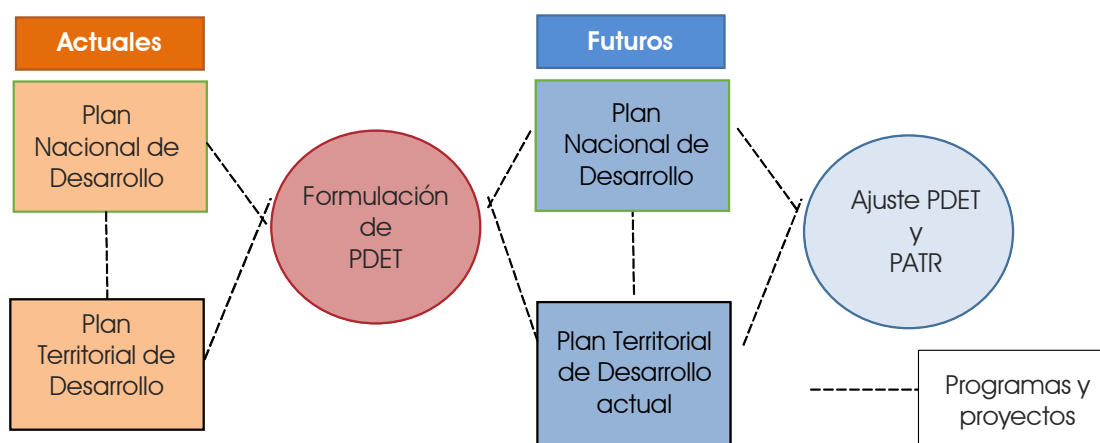 Actuales
Plan
Nacional de
Desarrollo
Plan
Territorial de
Desarrollo
Formulación
de
PDET
Futuros
Plan
Nacional de
Desarrollo
Plan Territorial
de Desarrollo
actual
Ajuste PDET
y
PATR
Programas y
proyectos